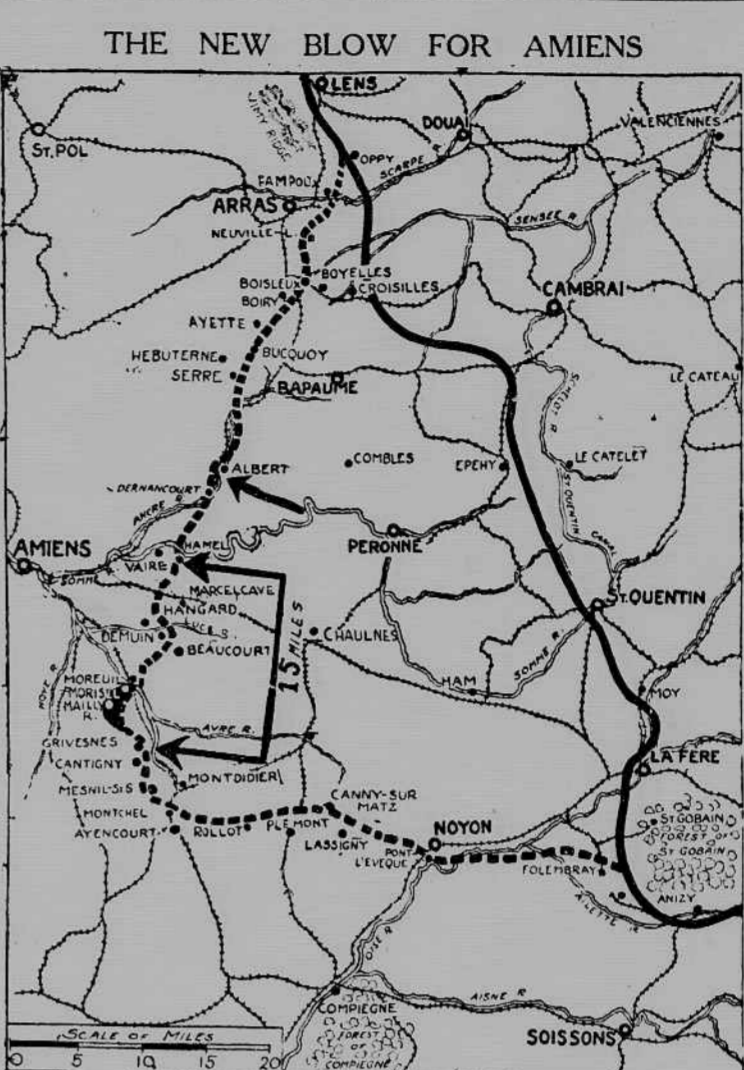 THE NEW BLOW FOR AMIENS
LENS
VIMY RIDGE
DOUAI
VALENCIENNES
ST. POL
OPPY
SCARPE R.
FAMPOUX
ARRAS
NEUVILLE-L.
SENSEE R.
BOISLEUX
BOYELLES
CROISILLES
BOIRY
CAMBRAI
AYETTE
HEBUTERNE
BUCQUOY
SERRE
BAPAUME
LE CATEAU
ALBERT
COMBLES
EPEHY
LE CATELET
ST QUENTIN
CANAL
DERNANCOURT
ANCRE R.
AMIENS
HAMEL
PERONNE
VAIRE
SOMME
MARCELCAVE
HANGARD
ST. QUENTIN
LUCE S.
DEMUIN
CHAULNES
BEAUCOURT
15 MILES
SOMME R.
HAM
MOREUIL
MORISL
MAILLY
R.
MOY
AVRE R.
GRIVESNES
CANTIGNY
LA FERE
MONTDIDIER
MESNIL-ST-G
CANNY-SUR
MATZ
MONTCHEL
AYENCOURT
ROLLOT
PLEMONT
LASSIGNY
NOYON
PONT
L'EVEQUE
ST GOBAIN
FOREST OF
ST GOBAIN
FOLEMBRAY
AILETTE R.
ANIZY
OISE R.
AISNE R.
COMPIEGNE
FOREST
OF
COMPIEGNE
SOISSONS
SCALE OF MILES
0 5 10 15 20